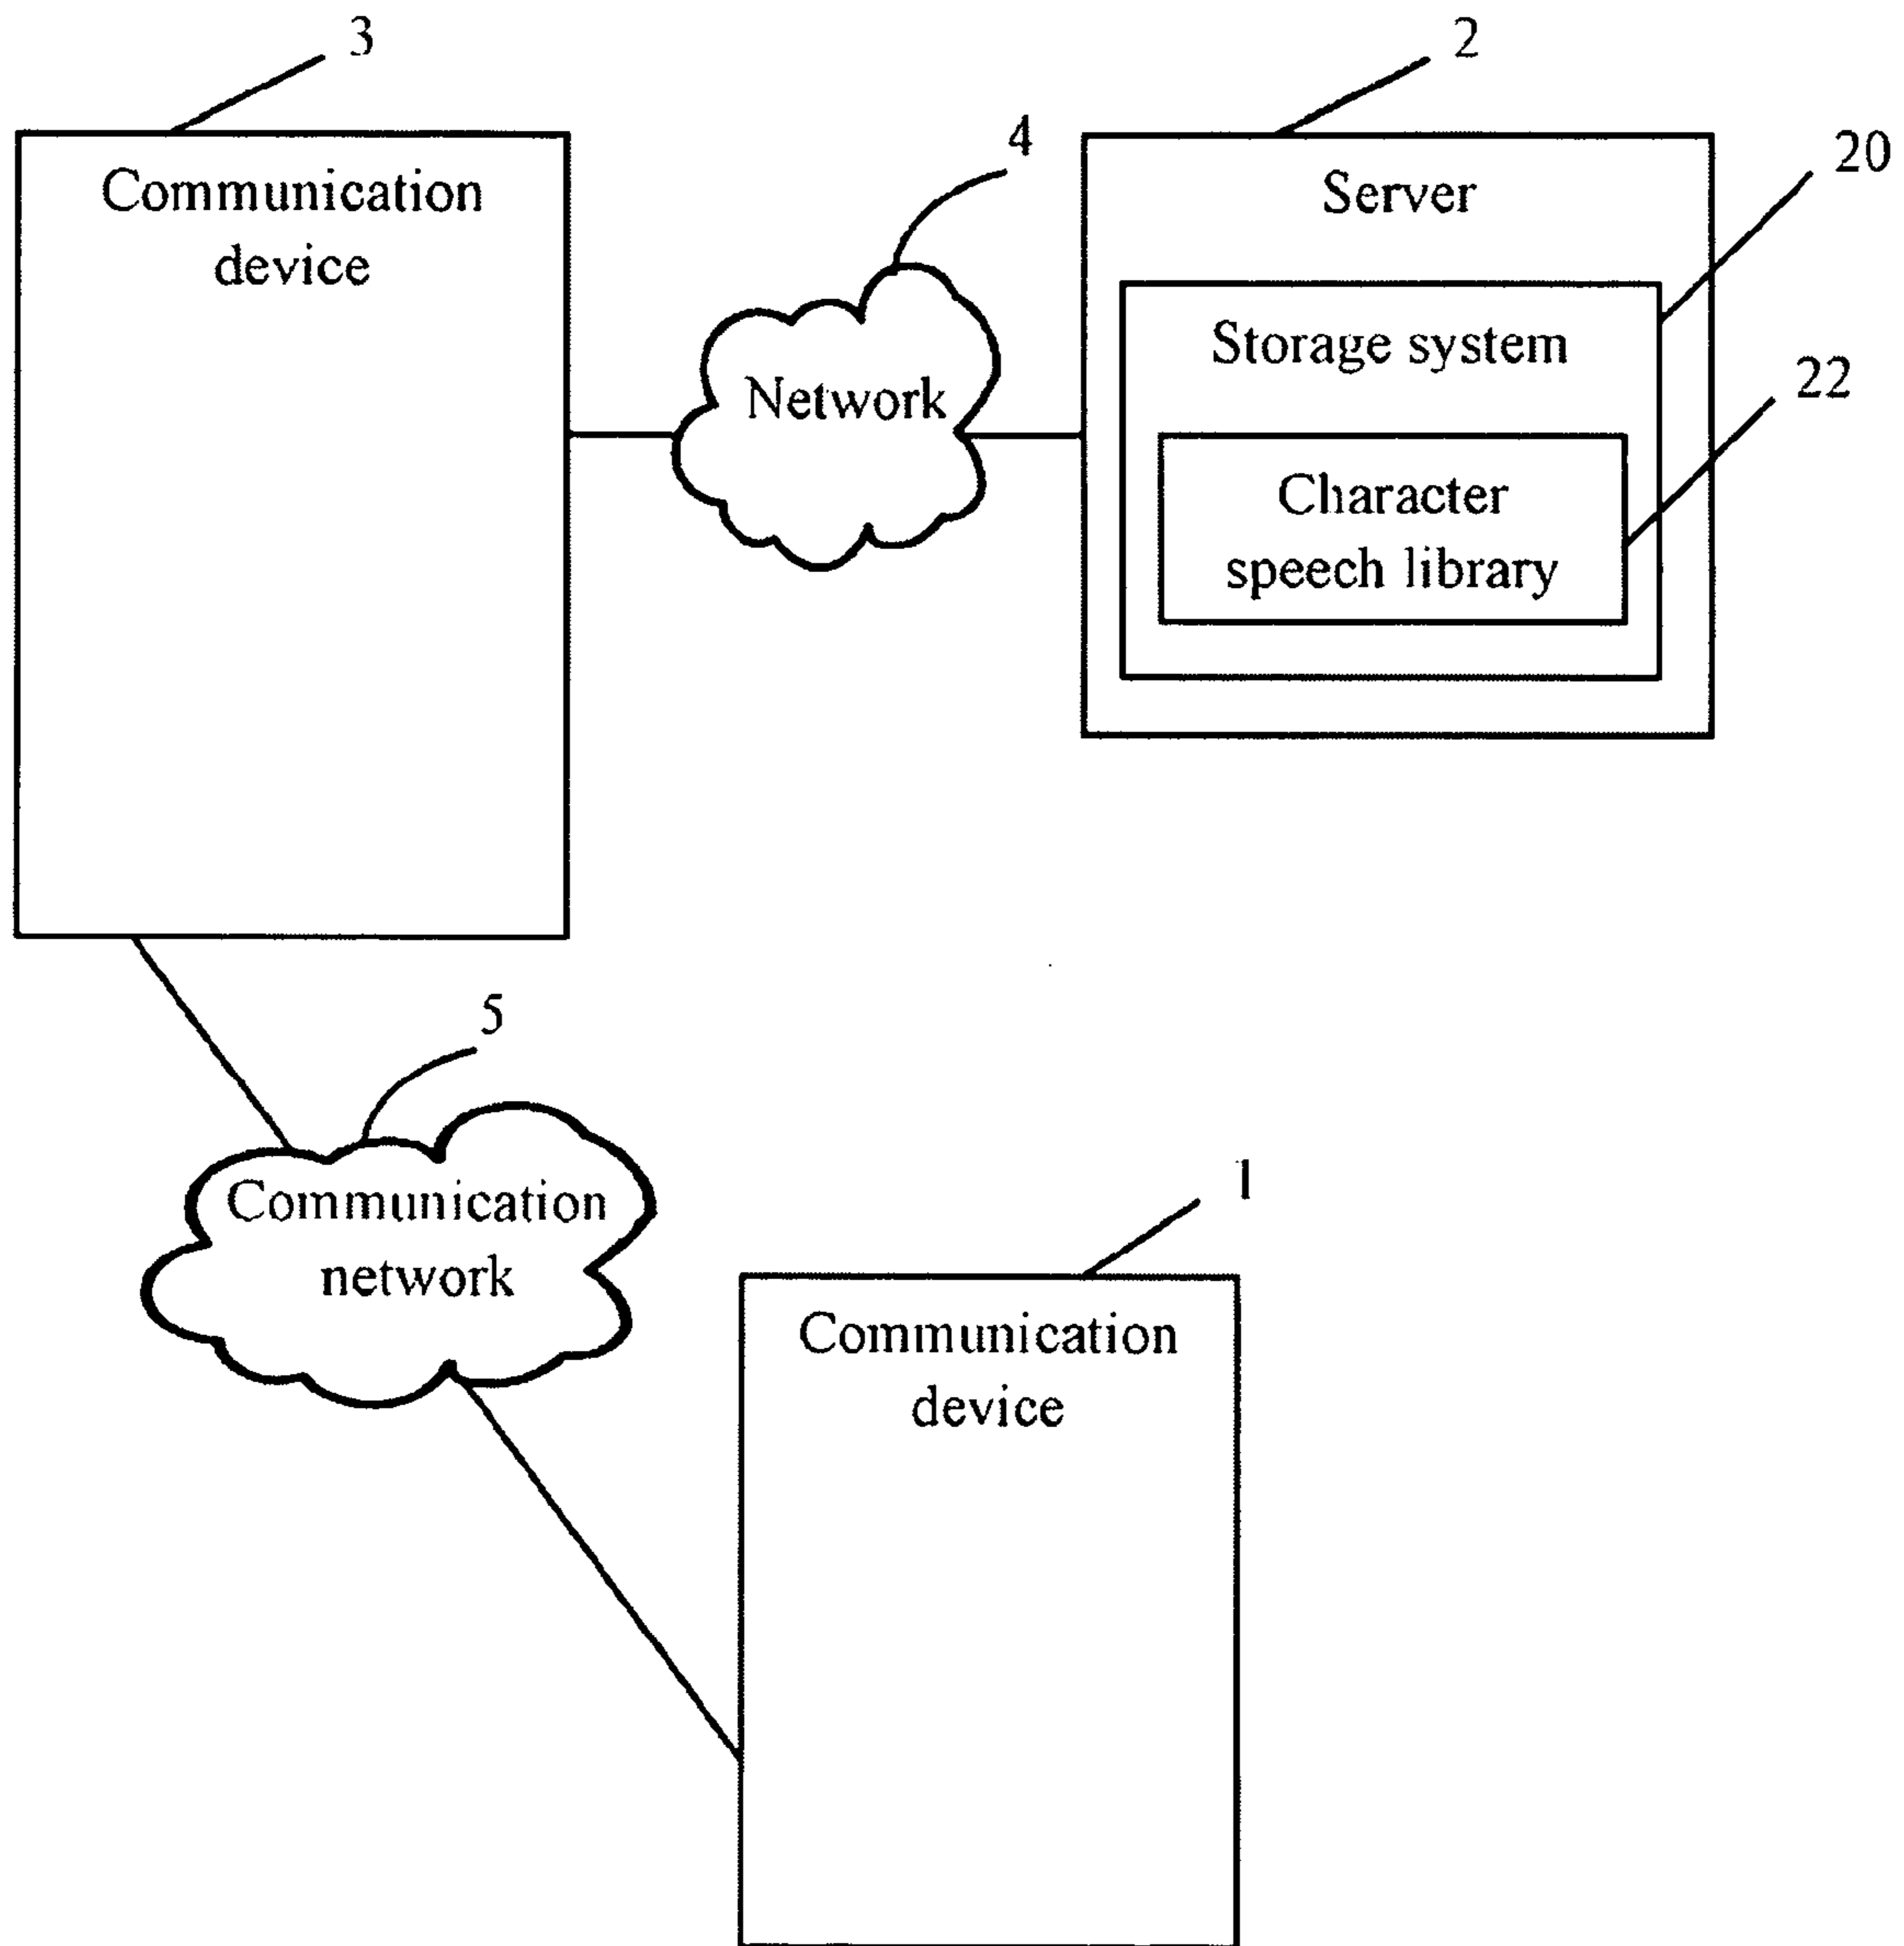 3
2
4
20
Communication
device
Server
Network
Storage system
22
Character
speech library
5
Communication
network
1
Communication
device